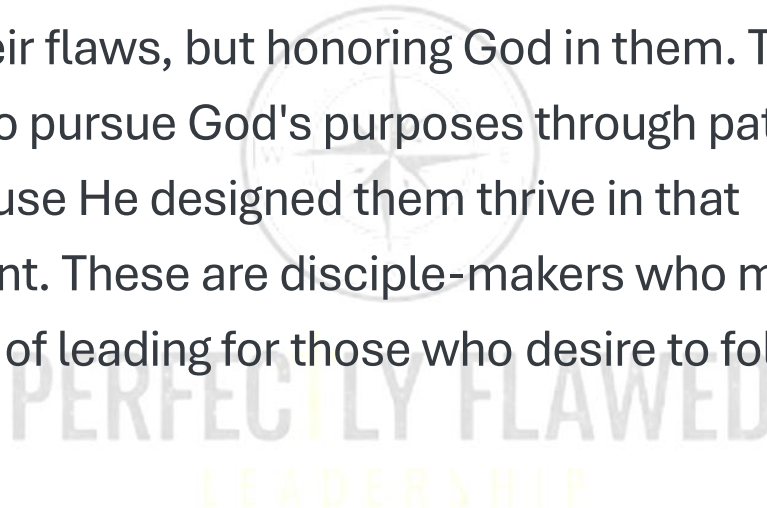 eir flaws, but honoring God in them. T
o pursue God's purposes through pat
use He designed them thrive in that
nt. These are disciple-makers who m
of leading for those who desire to fol
PERFECTLY FLAWED
LEADERSHIP